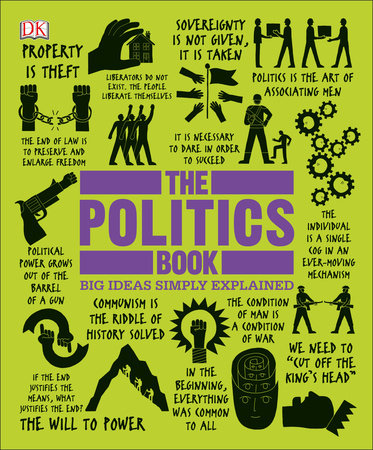 DK
PROPERTY
IS THEFT
LIBERATORS DO NOT
EXIST. THE PEOPLE
LIBERATE THEMSELVES
SOVEREIGNTY
IS NOT GIVEN,
IT IS TAKEN
POLITICS IS THE ART OF
ASSOCIATING MEN
THE END OF LAW IS
TO PRESERVE AND
ENLARGE FREEDOM
IT IS NECESSARY
TO DARE IN ORDER
TO SUCCEED
THE
POLITICS
BOOK
BIG IDEAS SIMPLY EXPLAINED
POLITICAL
POWER GROWS
OUT OF THE
BARREL
OF A GUN
THE
INDIVIDUAL
IS A SINGLE
COG IN AN
EVER-MOVING
MECHANISM
COMMUNISM IS
THE RIDDLE OF
HISTORY SOLVED
THE CONDITION
OF MAN IS A
CONDITION
OF WAR
IF THE END
JUSTIFIES THE
MEANS, WHAT
JUSTIFIES THE END?
THE WILL TO POWER
IN THE
BEGINNING,
EVERYTHING
WAS COMMON
TO ALL
WE NEED TO
“CUT OFF THE
KING'S HEAD”